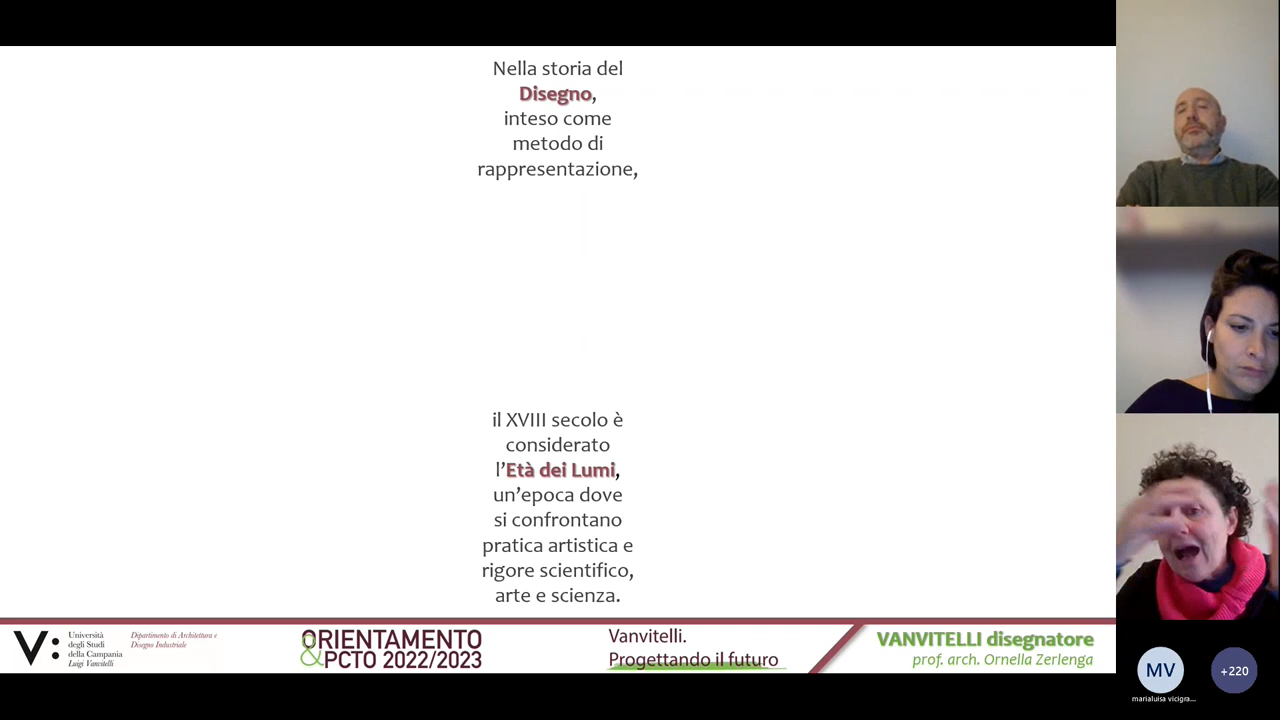 Nella storia del
Disegno,
inteso come
metodo di
rappresentazione,
il XVIII secolo è
considerato
l’Età dei Lumi,
un’epoca dove
si confrontano
pratica artistica e
rigore scientifico,
arte e scienza.
V:
Università
degli Studi
della Campania
Luigi Vanvitelli
Dipartimento di Architettura e
Disegno Industriale
ORIENTAMENTO
&PCTO 2022/2023
Vanvitelli.
Progettando il futuro
VANVITELLI disegnatore
prof. arch. Ornella Zerlenga
MV
+220
marialuisa vicigra...